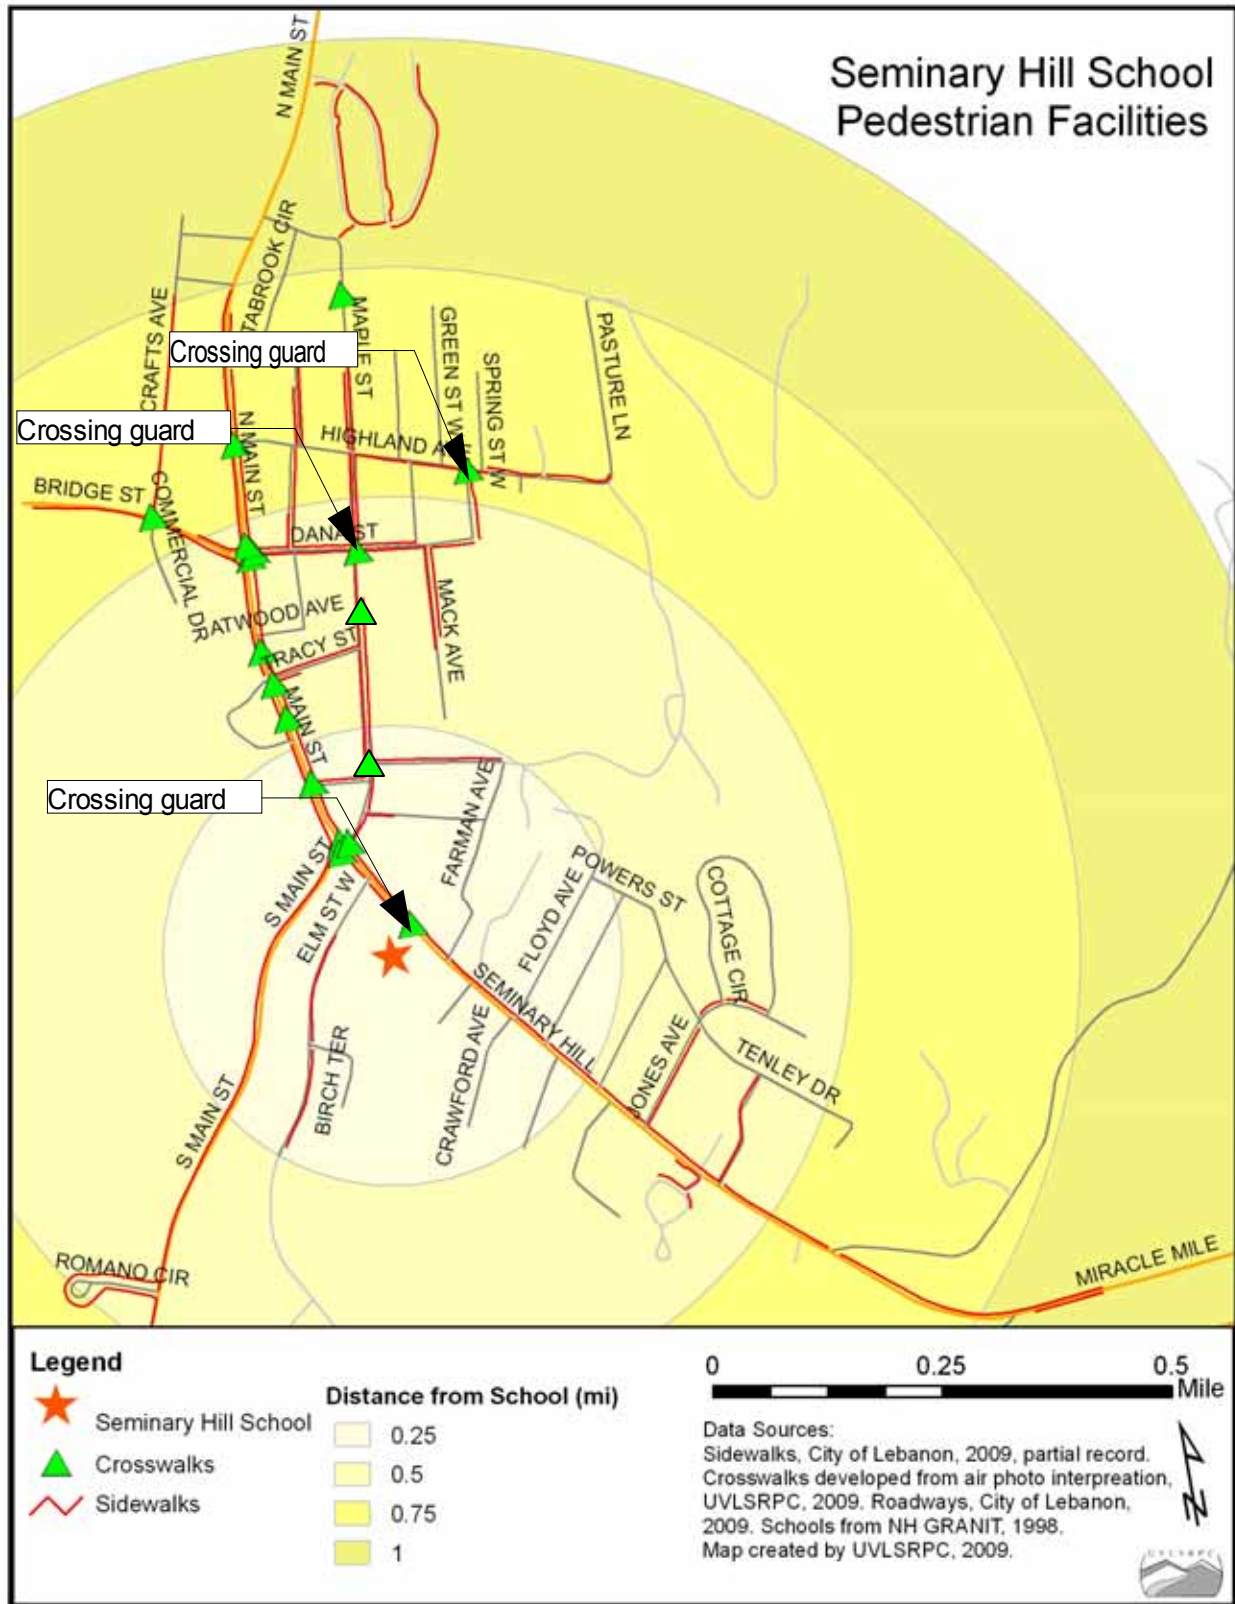 Seminary Hill School
Pedestrian Facilities
N MAIN ST
TABROOK CIR
CRAFTS AVE
MAPLE ST
GREEN ST W
SPRING ST W
PASTURE LN
Crossing guard
Crossing guard
N MAIN ST
HIGHLAND A
BRIDGE ST
COMMERCIAL DR
DANA ST
ATWOOD AVE
MACK AVE
TRACY ST
MAIN ST
Crossing guard
FARMAN AVE
S MAIN ST
ELM ST W
FLOYD AVE
POWERS ST
COTTAGE CIR
SEMINARY HILL
CRAWFORD AVE
JONES AVE
TENLEY DR
BIRCH TER
S MAIN ST
ROMANO CIR
MIRACLE MILE
Legend
Seminary Hill School
Crosswalks
Sidewalks
Distance from School (mi)
0.25
0.5
0.75
1
0 0.25 0.5
Mile
Data Sources:
Sidewalks, City of Lebanon, 2009, partial record.
Crosswalks developed from air photo interpreation,
UVLSRPC, 2009. Roadways, City of Lebanon,
2009. Schools from NH GRANIT, 1998.
Map created by UVLSRPC, 2009.
N
UVLSRPC